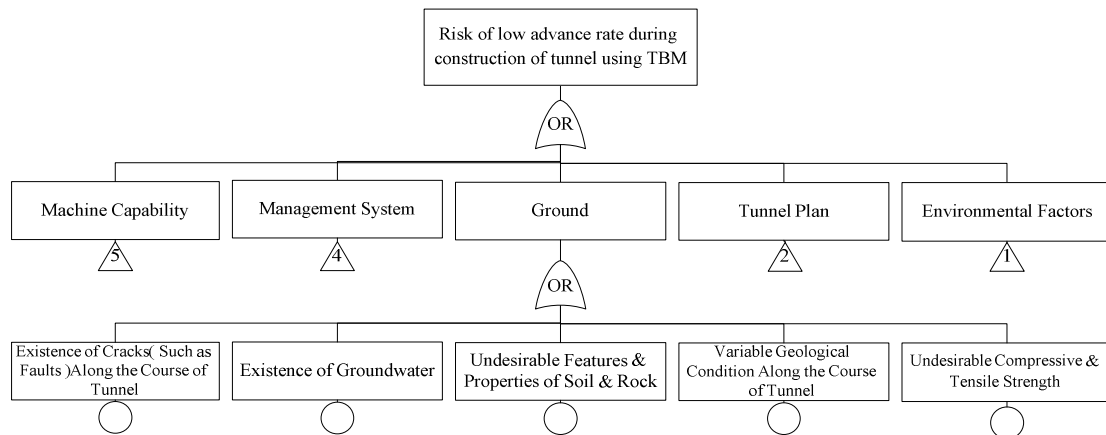 Risk of low advance rate during
construction of tunnel using TBM
OR
Machine Capability
Management System
Ground
Tunnel Plan
Environmental Factors
5
4
2
1
OR
Existence of Cracks( Such as
Faults )Along the Course of
Tunnel
Existence of Groundwater
Undesirable Features &
Properties of Soil & Rock
Variable Geological
Condition Along the Course
of Tunnel
Undesirable Compressive &
Tensile Strength